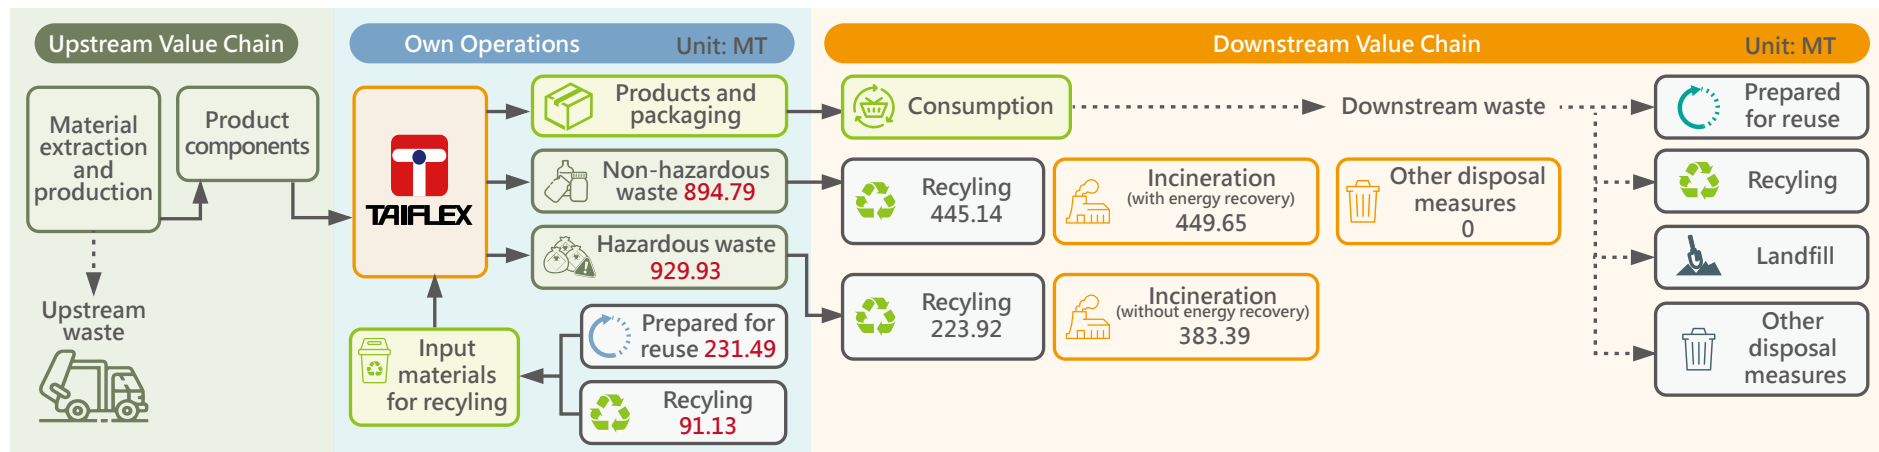 Upstream Value Chain
Own Operations
Unit: MT
Downstream Value Chain
Unit: MT
Material
extraction
and
production
Product
components
Upstream
waste
TAIFLEX
Products and
packaging
Non-hazardous
waste 894.79
Hazardous waste
929.93
Input
materials
for recyling
Prepared for
reuse 231.49
Recyling
91.13
Consumption
Downstream waste
Recyling
445.14
Incineration
(with energy recovery)
449.65
Other disposal
measures
0
Recyling
223.92
Incineration
(without energy recovery)
383.39
Prepared
for reuse
Recyling
Landfill
Other
disposal
measures